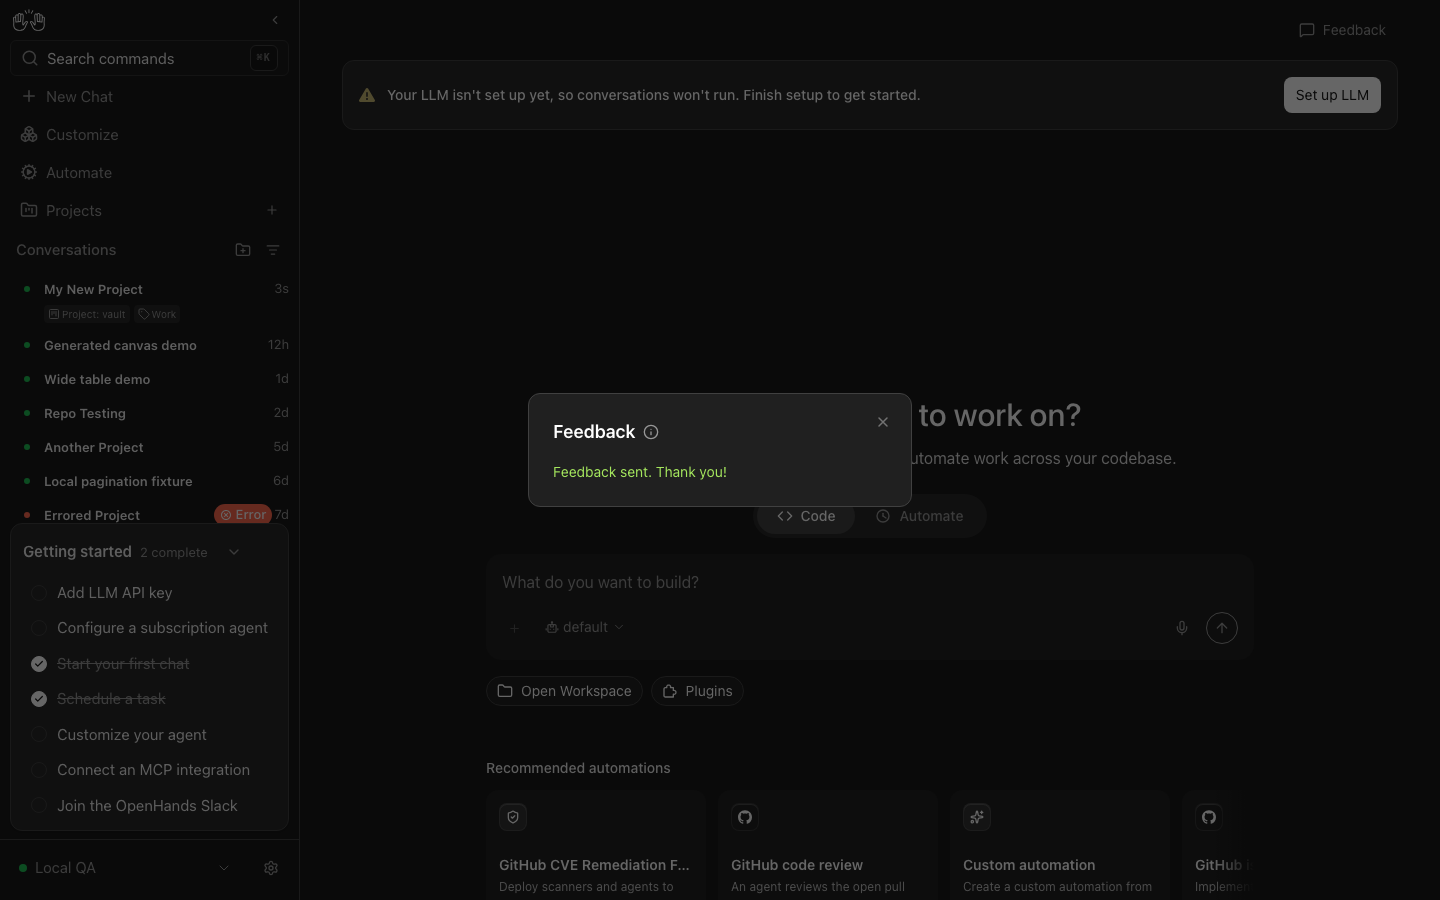 Search commands
⌘K
New Chat
Customize
Automate
Projects
Conversations
My New Project 3s
Project: vault Work
Generated canvas demo 12h
Wide table demo 1d
Repo Testing 2d
Another Project 5d
Local pagination fixture 6d
Errored Project Error 7d
Getting started 2 complete
Add LLM API key
Configure a subscription agent
Start your first chat
Schedule a task
Customize your agent
Connect an MCP integration
Join the OpenHands Slack
Local QA
Feedback
Your LLM isn't set up yet, so conversations won't run. Finish setup to get started.
Set up LLM
to work on?
utomate work across your codebase.
Feedback
Feedback sent. Thank you!
Code Automate
What do you want to build?
default
Open Workspace Plugins
Recommended automations
GitHub CVE Remediation F...
Deploy scanners and agents to
GitHub code review
An agent reviews the open pull
Custom automation
Create a custom automation from
GitHub
Implemen